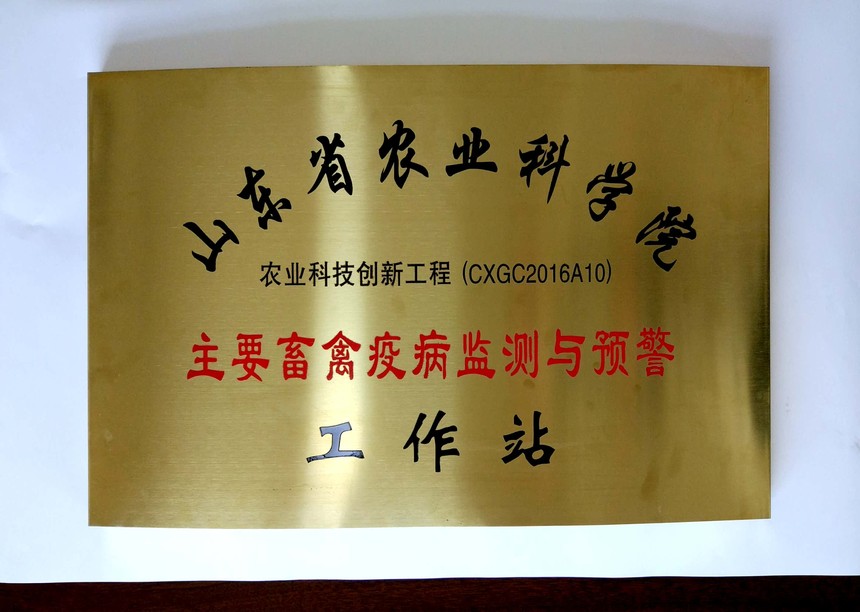 山东省农业科学院
农业科技创新工程(CXGC2016A10)
主要畜禽疫病监测与预警
工作站